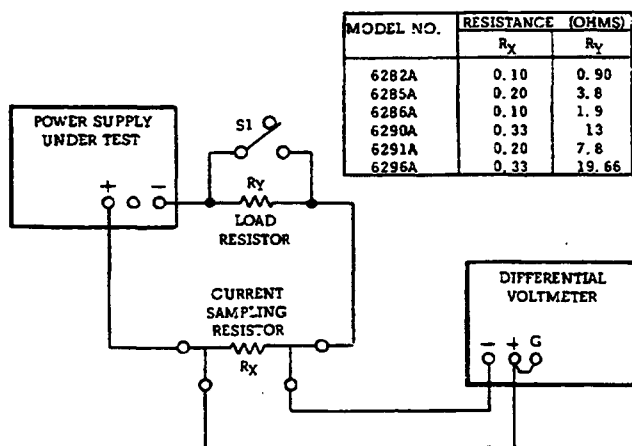 MODEL NO. RESISTANCE (OHMS)
RX RY
6282A 0.10 0.90
6285A 0.20 3.8
6286A 0.10 1.9
6290A 0.33 13
6291A 0.20 7.8
6296A 0.33 19.66
POWER SUPPLY
UNDER TEST
+ −
S1
RY
LOAD
RESISTOR
CURRENT
SAMPLING
RESISTOR
RX
DIFFERENTIAL
VOLTMETER
− + G